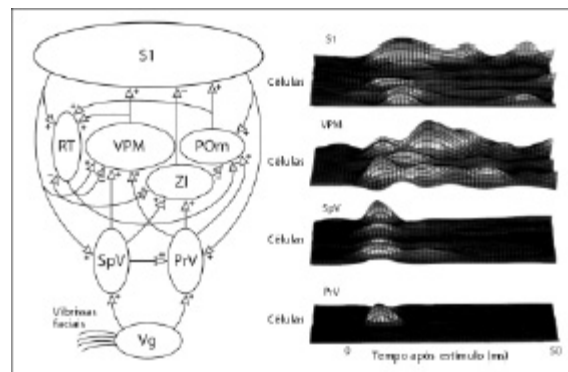 S1
RT
VPM
POm
ZI
SpV
PrV
Vibrissas
faciais
Vg
S1
Células
VPM
Células
SpV
Células
PrV
Células
0
50
Tempo após estímulo (ms)